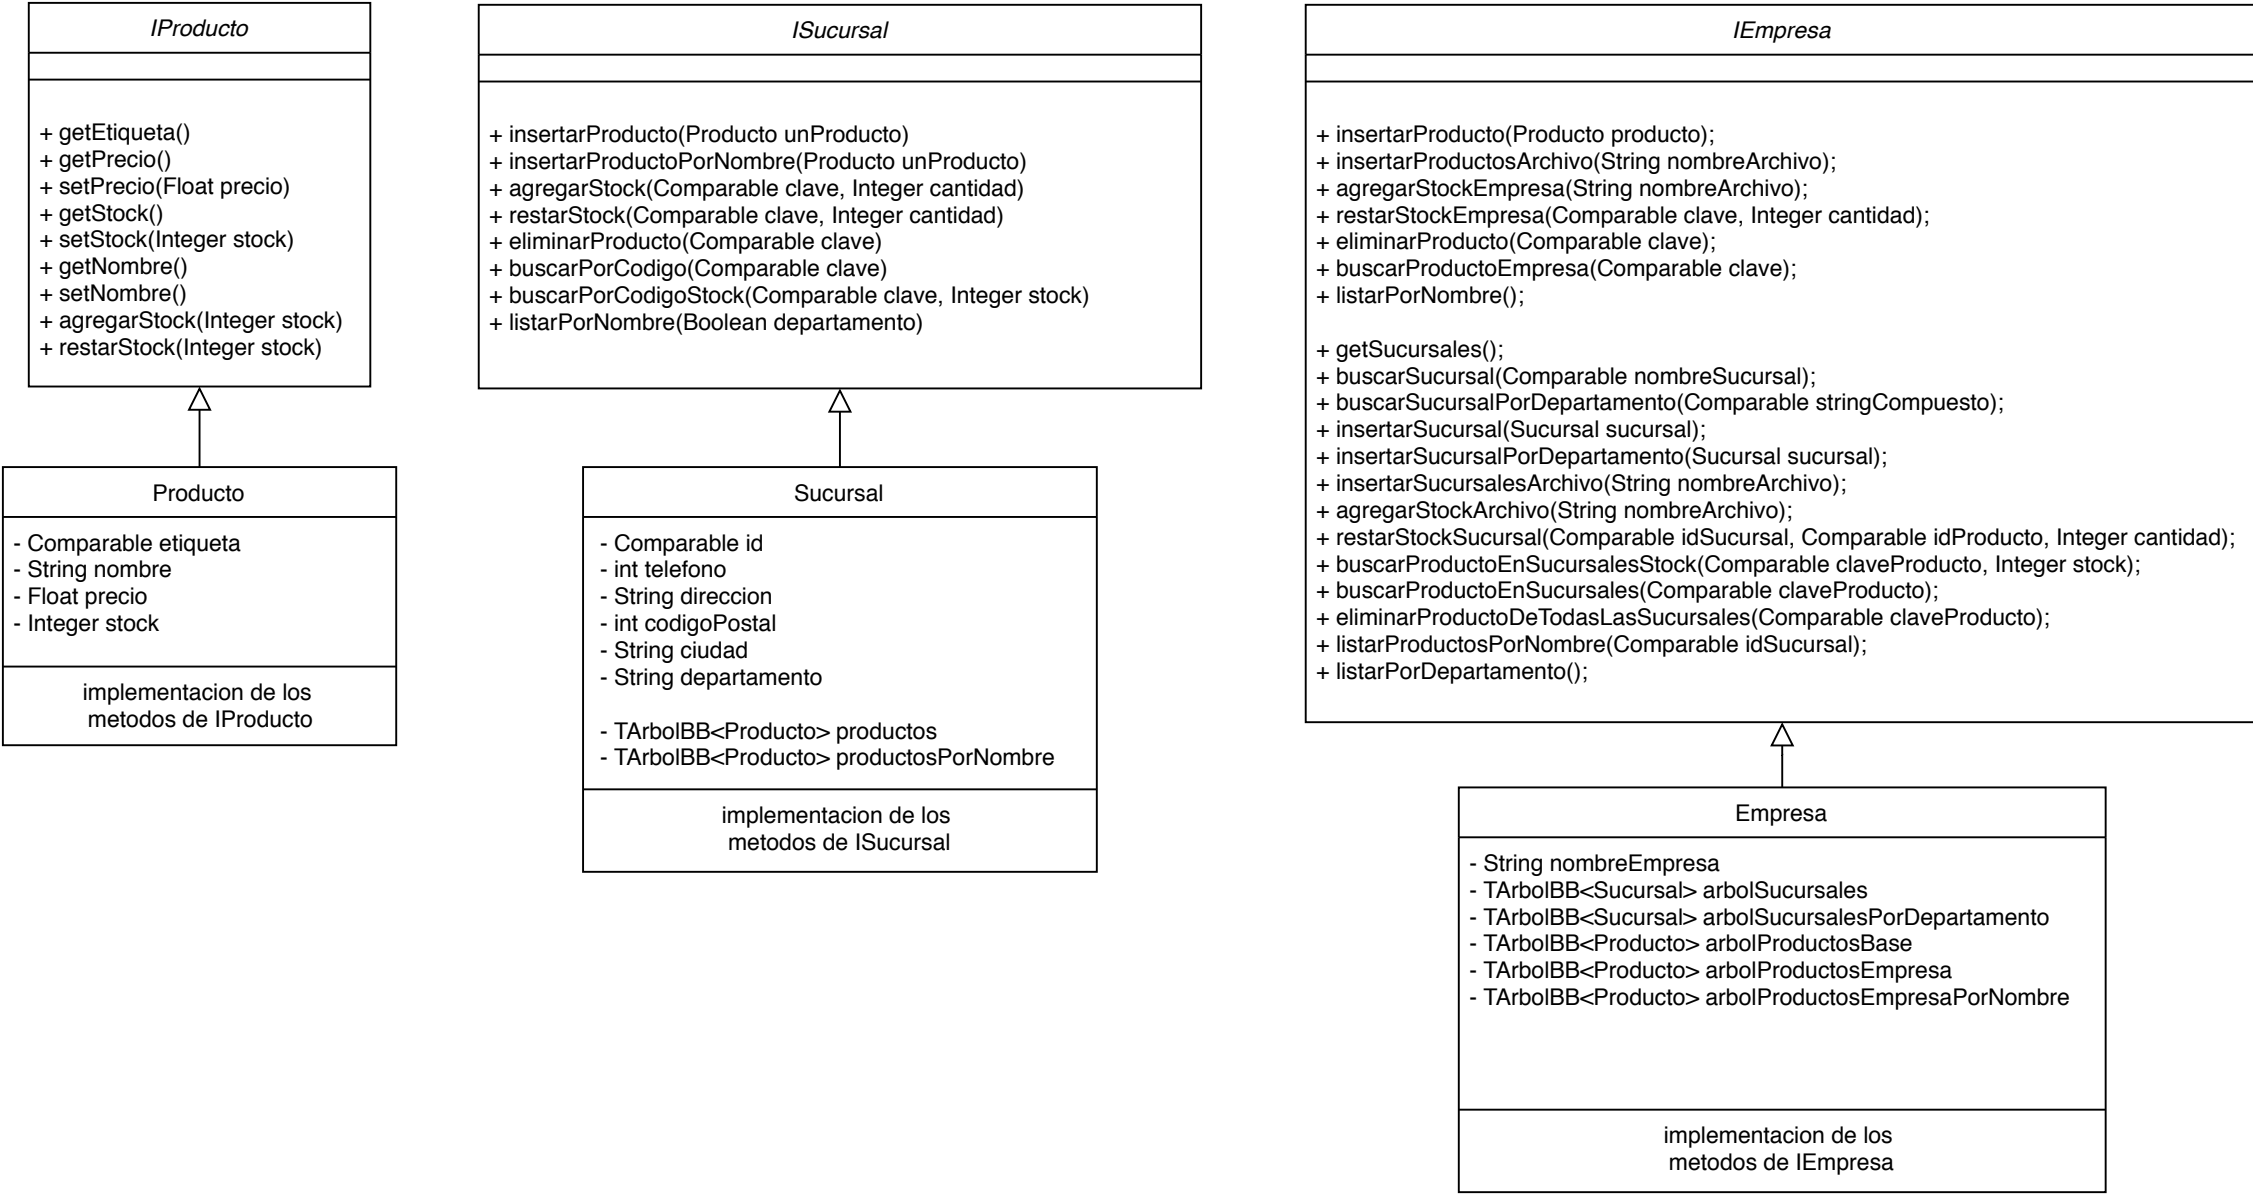 IProducto
+ getEtiqueta()
+ getPrecio()
+ setPrecio(Float precio)
+ getStock()
+ setStock(Integer stock)
+ getNombre()
+ setNombre()
+ agregarStock(Integer stock)
+ restarStock(Integer stock)
Producto
- Comparable etiqueta
- String nombre
- Float precio
- Integer stock
implementacion de los
metodos de IProducto
ISucursal
+ insertarProducto(Producto unProducto)
+ insertarProductoPorNombre(Producto unProducto)
+ agregarStock(Comparable clave, Integer cantidad)
+ restarStock(Comparable clave, Integer cantidad)
+ eliminarProducto(Comparable clave)
+ buscarPorCodigo(Comparable clave)
+ buscarPorCodigoStock(Comparable clave, Integer stock)
+ listarPorNombre(Boolean departamento)
Sucursal
- Comparable id
- int telefono
- String direccion
- int codigoPostal
- String ciudad
- String departamento
- TArbolBB<Producto> productos
- TArbolBB<Producto> productosPorNombre
implementacion de los
metodos de ISucursal
IEmpresa
+ insertarProducto(Producto producto);
+ insertarProductosArchivo(String nombreArchivo);
+ agregarStockEmpresa(String nombreArchivo);
+ restarStockEmpresa(Comparable clave, Integer cantidad);
+ eliminarProducto(Comparable clave);
+ buscarProductoEmpresa(Comparable clave);
+ listarPorNombre();
+ getSucursales();
+ buscarSucursal(Comparable nombreSucursal);
+ buscarSucursalPorDepartamento(Comparable stringCompuesto);
+ insertarSucursal(Sucursal sucursal);
+ insertarSucursalPorDepartamento(Sucursal sucursal);
+ insertarSucursalesArchivo(String nombreArchivo);
+ agregarStockArchivo(String nombreArchivo);
+ restarStockSucursal(Comparable idSucursal, Comparable idProducto, Integer cantidad);
+ buscarProductoEnSucursalesStock(Comparable claveProducto, Integer stock);
+ buscarProductoEnSucursales(Comparable claveProducto);
+ eliminarProductoDeTodasLasSucursales(Comparable claveProducto);
+ listarProductosPorNombre(Comparable idSucursal);
+ listarPorDepartamento();
Empresa
- String nombreEmpresa
- TArbolBB<Sucursal> arbolSucursales
- TArbolBB<Sucursal> arbolSucursalesPorDepartamento
- TArbolBB<Producto> arbolProductosBase
- TArbolBB<Producto> arbolProductosEmpresa
- TArbolBB<Producto> arbolProductosEmpresaPorNombre
implementacion de los
metodos de IEmpresa